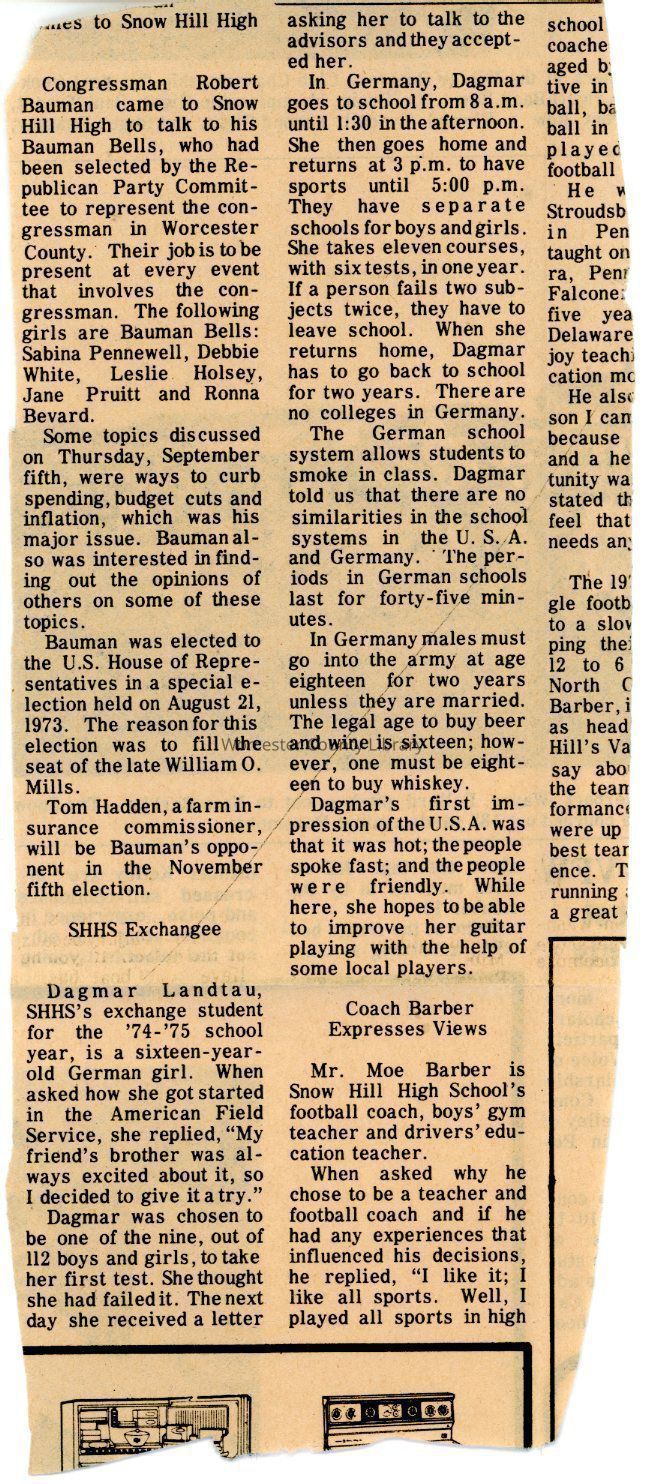 to Snow Hill High
Congressman Robert
Bauman came to Snow
Hill High to talk to his
Bauman Bells, who had
been selected by the Re-
publican Party Commit-
tee to represent the con-
gressman in Worcester
County. Their job is to be
present at every event
that involves the con-
gressman. The following
girls are Bauman Bells:
Sabina Pennewell, Debbie
White, Leslie Holsey,
Jane Pruitt and Ronna
Bevard.
Some topics discussed
on Thursday, September
fifth, were ways to curb
spending, budget cuts and
inflation, which was his
major issue. Bauman al-
so was interested in find-
ing out the opinions of
others on some of these
topics.
Bauman was elected to
the U.S. House of Repre-
sentatives in a special e-
lection held on August 21,
1973. The reason for this
election was to fill the
seat of the late William O.
Mills.
Tom Hadden, a farm in-
surance commissioner,
will be Bauman's oppo-
nent in the November
fifth election.
SHHS Exchangee
Dagmar Landtau,
SHHS's exchange student
for the '74-'75 school
year, is a sixteen-year-
old German girl. When
asked how she got started
in the American Field
Service, she replied, "My
friend's brother was al-
ways excited about it, so
I decided to give it a try."
Dagmar was chosen to
be one of the nine, out of
112 boys and girls, to take
her first test. She thought
she had failed it. The next
day she received a letter
asking her to talk to the
advisors and they accept-
ed her.
In Germany, Dagmar
goes to school from 8 a.m.
until 1:30 in the afternoon.
She then goes home and
returns at 3 p.m. to have
sports until 5:00 p.m.
They have separate
schools for boys and girls.
She takes eleven courses,
with six tests, in one year.
If a person fails two sub-
jects twice, they have to
leave school. When she
returns home, Dagmar
has to go back to school
for two years. There are
no colleges in Germany.
The German school
system allows students to
smoke in class. Dagmar
told us that there are no
similarities in the school
systems in the U. S. A.
and Germany. The per-
iods in German schools
last for forty-five min-
utes.
In Germany males must
go into the army at age
eighteen for two years
unless they are married.
The legal age to buy beer
and wine is sixteen; how-
ever, one must be eight-
een to buy whiskey.
Dagmar's first im-
pression of the U.S.A. was
that it was hot; the people
spoke fast; and the people
were friendly. While
here, she hopes to be able
to improve her guitar
playing with the help of
some local players.
Coach Barber
Expresses Views
Mr. Moe Barber is
Snow Hill High School's
football coach, boys' gym
teacher and drivers' edu-
cation teacher.
When asked why he
chose to be a teacher and
football coach and if he
had any experiences that
influenced his decisions,
he replied, "I like it; I
like all sports. Well, I
played all sports in high
school
coache
aged b
tive in
ball, ba
ball in
played
football
He w
Stroudsb
in Pen
taught on
ra, Penn
Falcone
five yea
Delaware
joy teachi
cation mo
He also
son I can
because
and a he
tunity wa
stated th
feel that
needs an
The 19
gle footb
to a slow
ping thei
12 to 6
North C
Barber, i
as head
Hill's Va
say abo
the team
formance
were up
best tear
ence. T
running
a great
Worcester County Library